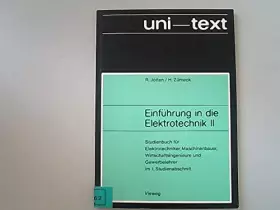 uni—text
R. Jötten / H. Zürneck
Einführung in die
Elektrotechnik II
Studienbuch für
Elektrotechniker, Maschinenbauer,
Wirtschaftsingenieure und
Gewerbelehrer
im 1. Studienabschnitt
Vieweg